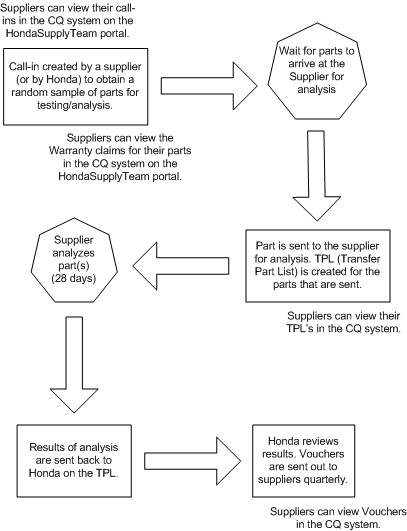 Suppliers can view their call-
ins in the CQ system on the
HondaSupplyTeam portal.
Call-in created by a supplier
(or by Honda) to obtain a
random sample of parts for
testing/analysis.
Wait for parts to
arrive at the
Supplier for
analysis
Suppliers can view the
Warranty claims for their parts
in the CQ system on the
HondaSupplyTeam portal.
Part is sent to the supplier
for analysis. TPL (Transfer
Part List) is created for the
parts that are sent.
Suppliers can view their
TPL's in the CQ system.
Supplier
analyzes
part(s)
(28 days)
Results of analysis
are sent back to
Honda on the TPL.
Honda reviews
results. Vouchers
are sent out to
suppliers quarterly.
Suppliers can view Vouchers
in the CQ system.